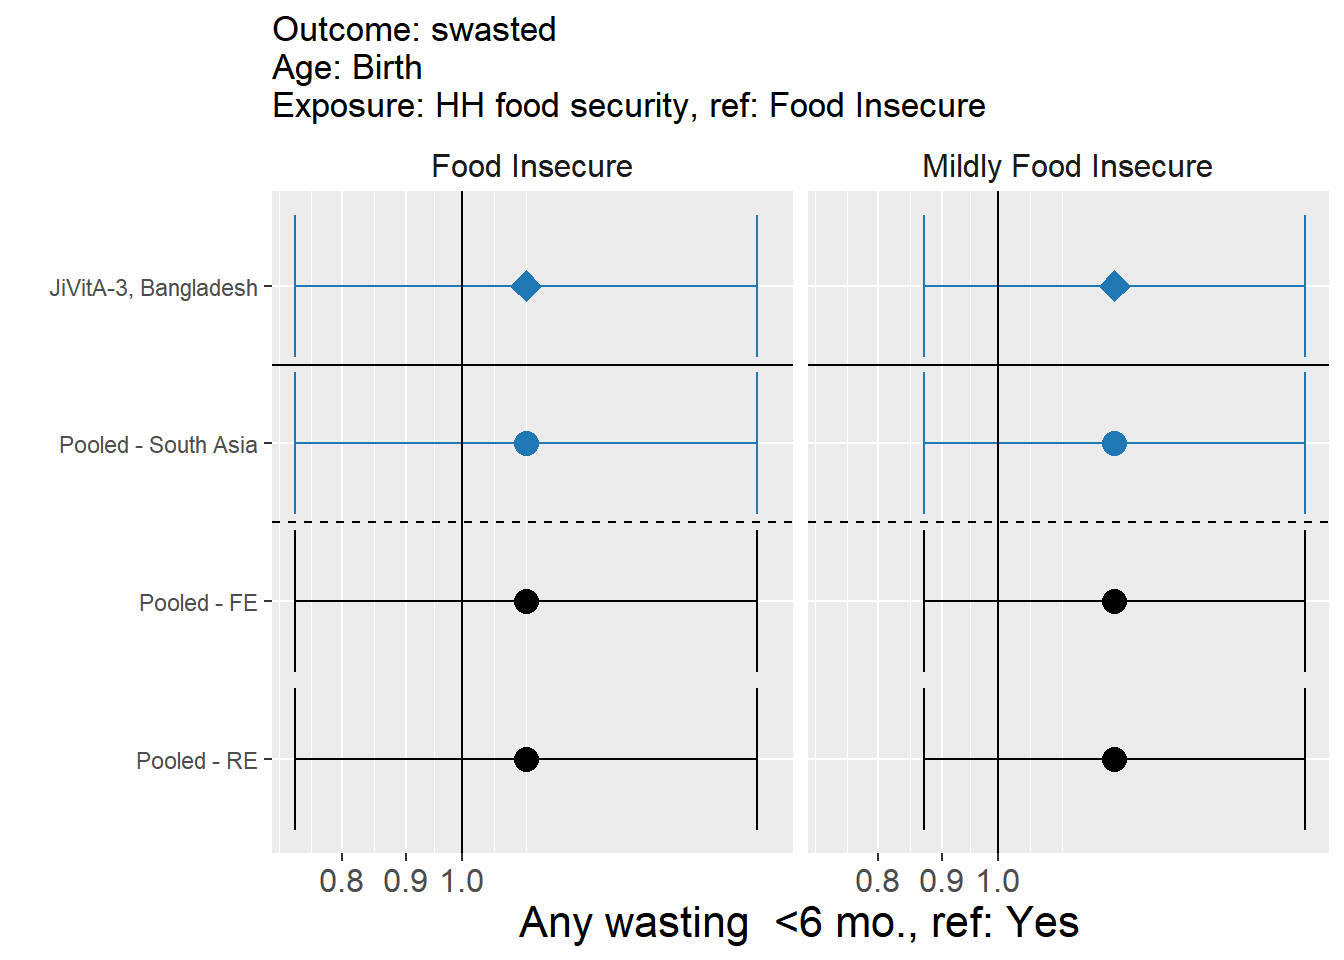 Outcome: swasted
Age: Birth
Exposure: HH food security, ref: Food Insecure
Food Insecure
Mildly Food Insecure
JiVitA-3, Bangladesh
Pooled - South Asia
Pooled - FE
Pooled - RE
0.8 0.9 1.0
0.8 0.9 1.0
Any wasting  <6 mo., ref: Yes